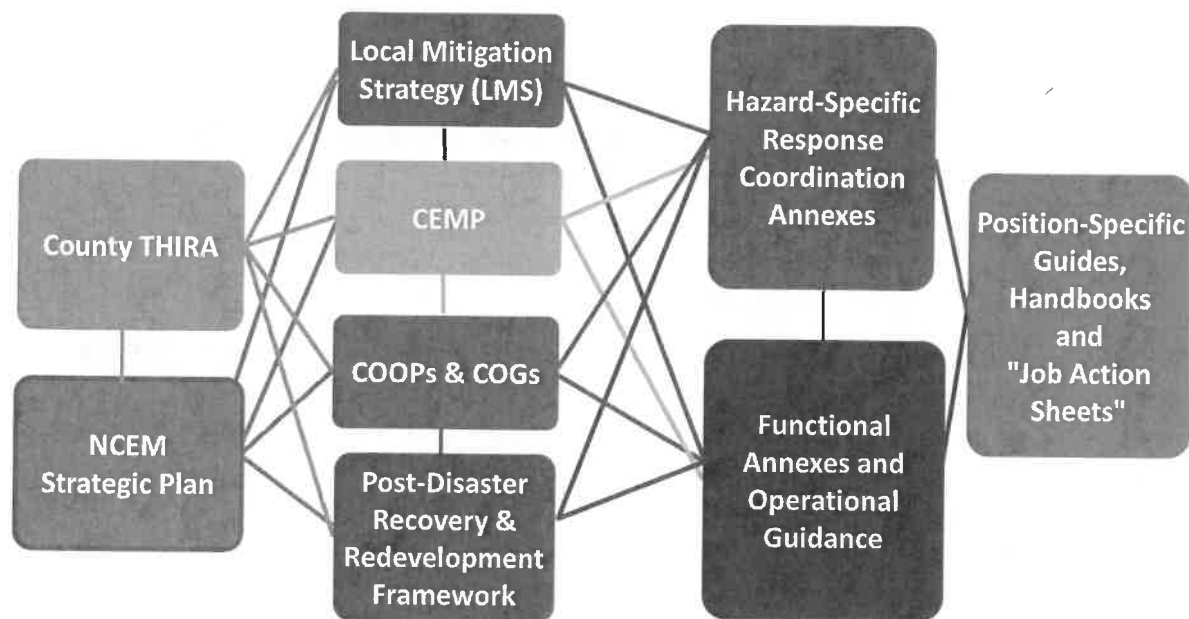 County THIRA
NCEM
Strategic Plan
Local Mitigation
Strategy (LMS)
CEMP
COOPs & COGs
Post-Disaster
Recovery &
Redevelopment
Framework
Hazard-Specific
Response
Coordination
Annexes
Functional
Annexes and
Operational
Guidance
Position-Specific
Guides,
Handbooks
and
"Job Action
Sheets"